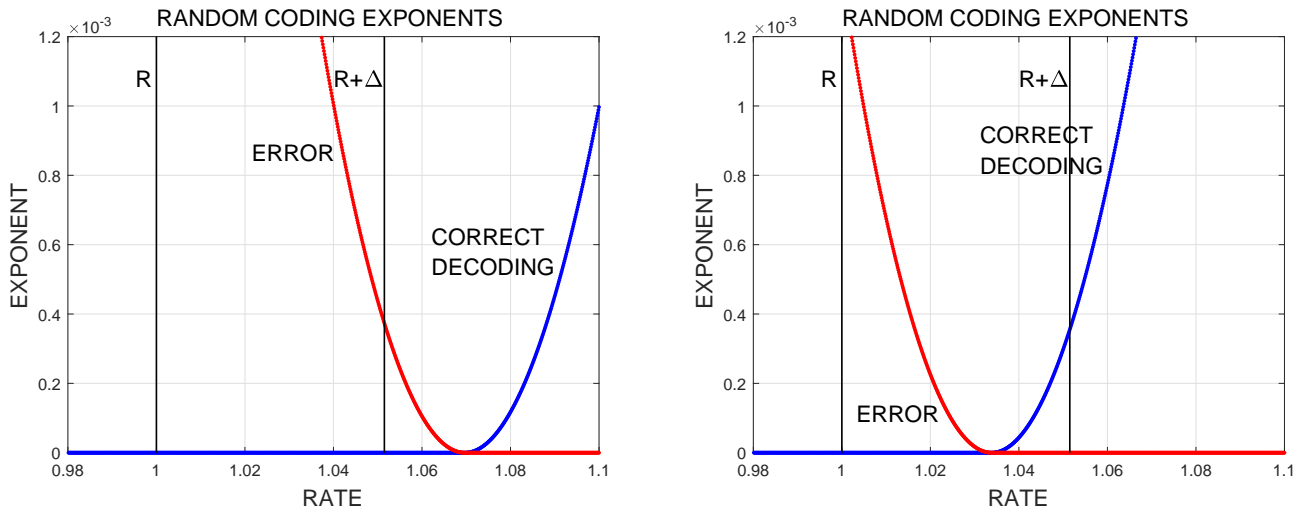 RANDOM CODING EXPONENTS
×10⁻³
1.2
1
0.8
0.6
0.4
0.2
0
EXPONENT
R
R+Δ
ERROR
CORRECT
DECODING
0.98
1
1.02
1.04
1.06
1.08
1.1
RATE
RANDOM CODING EXPONENTS
×10⁻³
1.2
1
0.8
0.6
0.4
0.2
0
EXPONENT
R
R+Δ
CORRECT
DECODING
ERROR
0.98
1
1.02
1.04
1.06
1.08
1.1
RATE